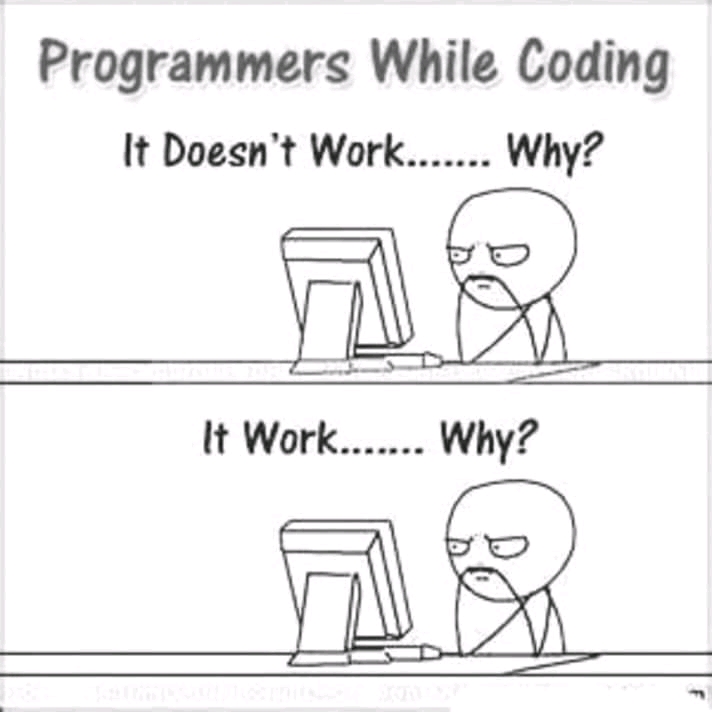 Programmers While Coding
It Doesn't Work....... Why?
It Work....... Why?